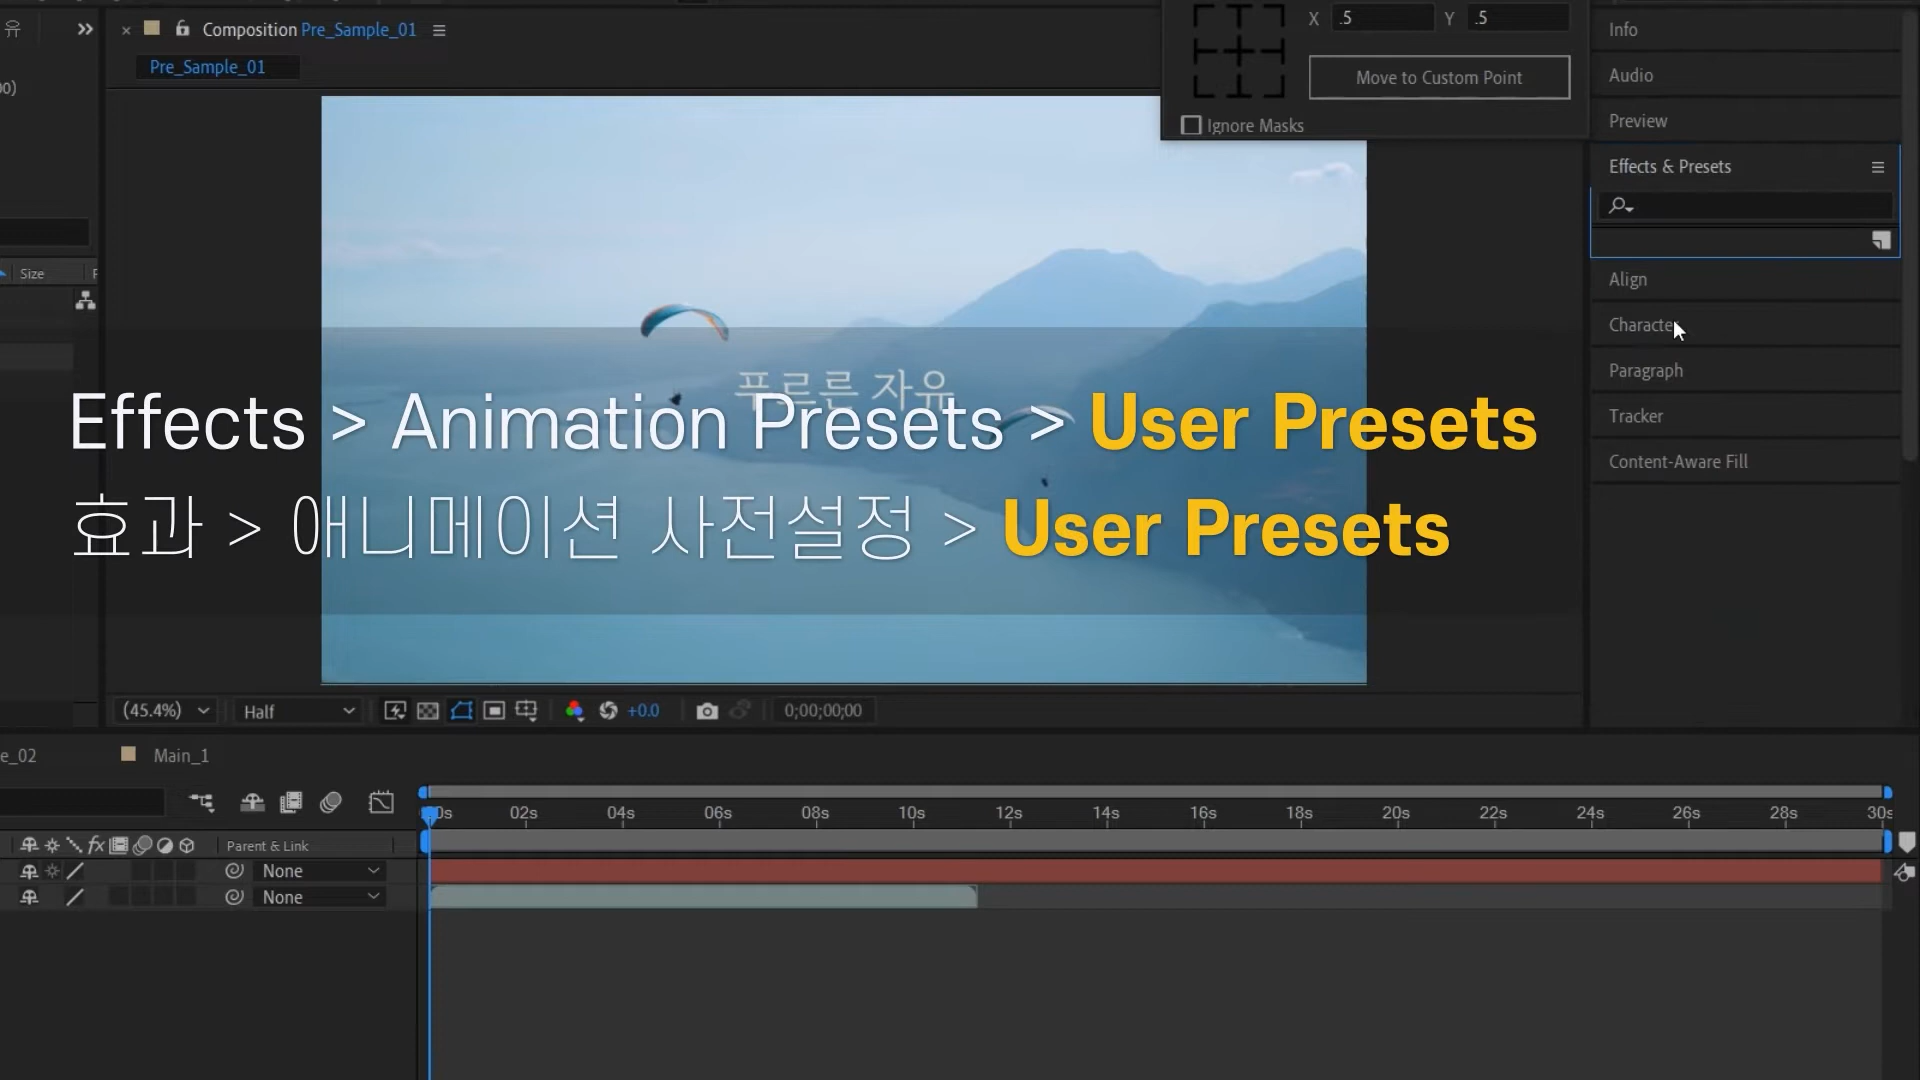 유
Composition Pre_Sample_01
X .5 Y .5
Info
Pre_Sample_01
Move to Custom Point
Audio
00)
Ignore Masks
Preview
Effects & Presets
Size
Align
Character
Paragraph
푸르른 자유
Effects > Animation Presets > User Presets
Tracker
Content-Aware Fill
효과 > 애니메이션 사전설정 > User Presets
(45.4%) Half +0.0 0;00;00;00
e_02 Main_1
00s 02s 04s 06s 08s 10s 12s 14s 16s 18s 20s 22s 24s 26s 28s 30s
fx Parent & Link
None
None